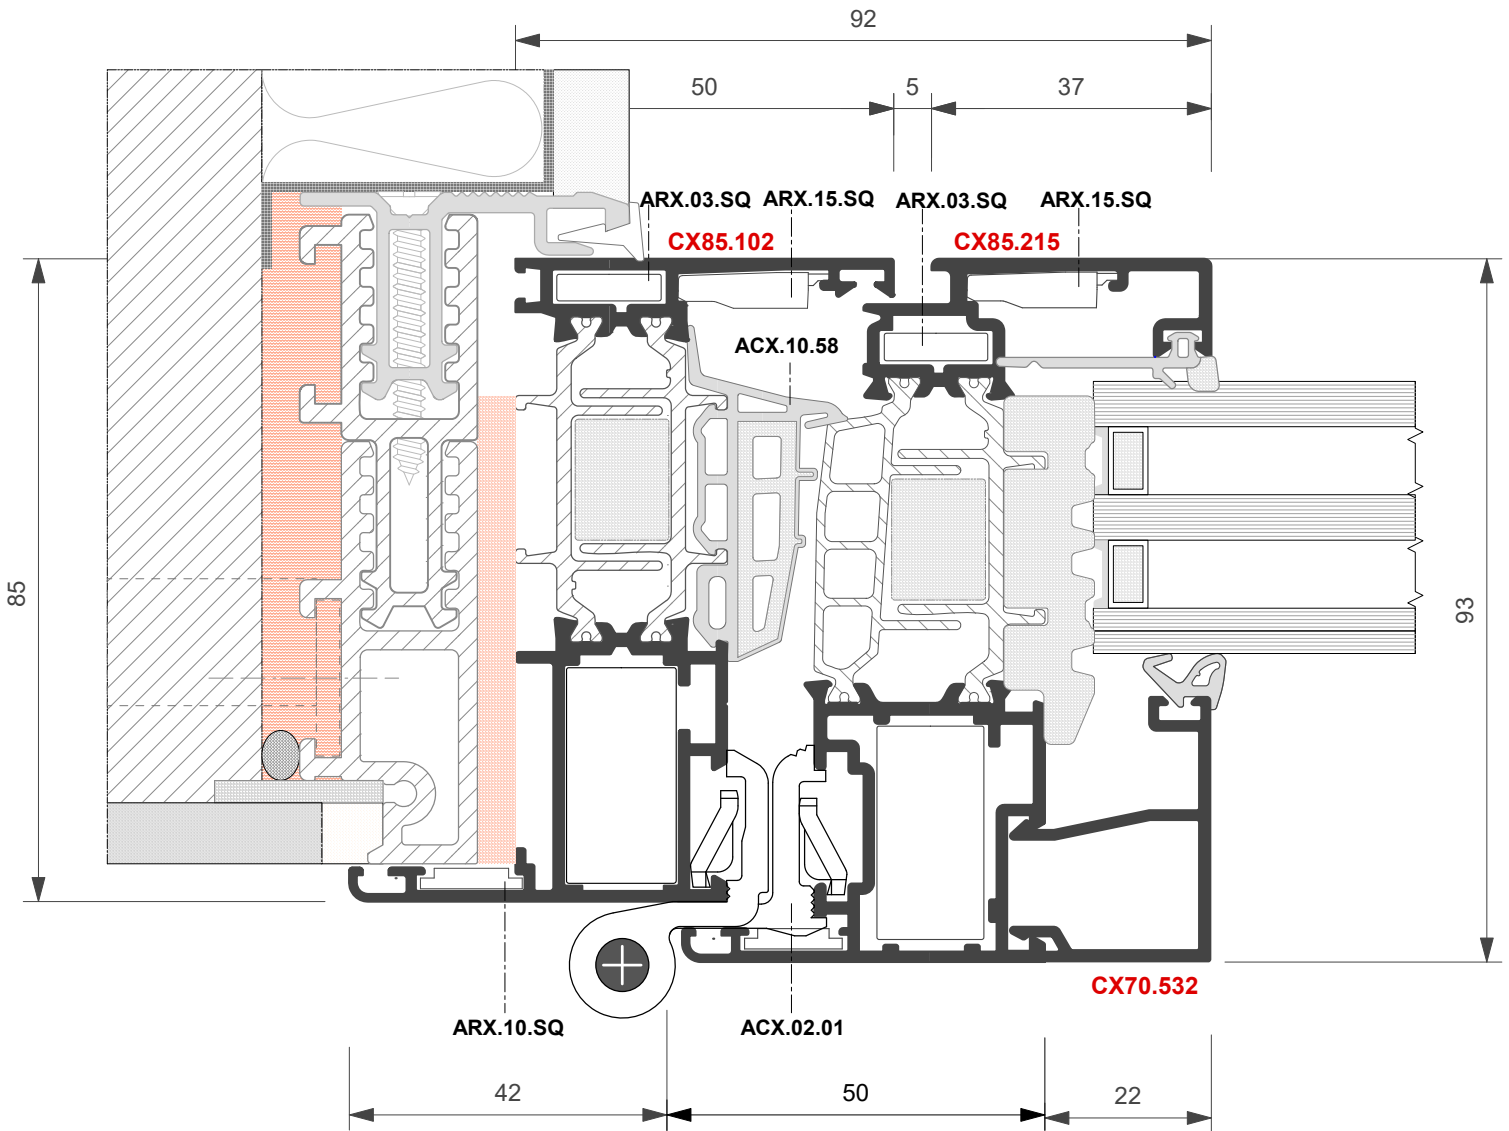 92
50 5 37
ARX.03.SQ ARX.15.SQ ARX.03.SQ ARX.15.SQ
CX85.102 CX85.215
ACX.10.58
85
93
CX70.532
ARX.10.SQ ACX.02.01
42 50 22